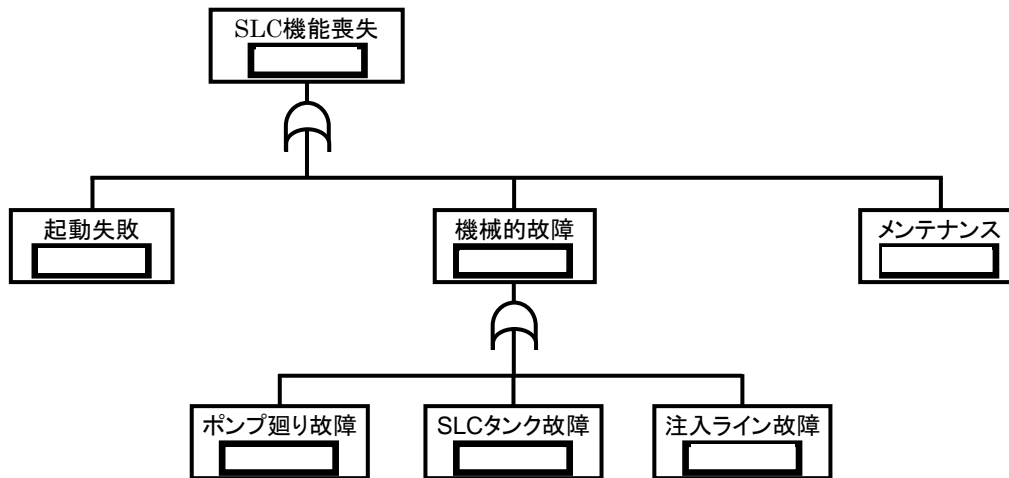 SLC機能喪失
起動失敗
機械的故障
メンテナンス
ポンプ廻り故障
SLCタンク故障
注入ライン故障